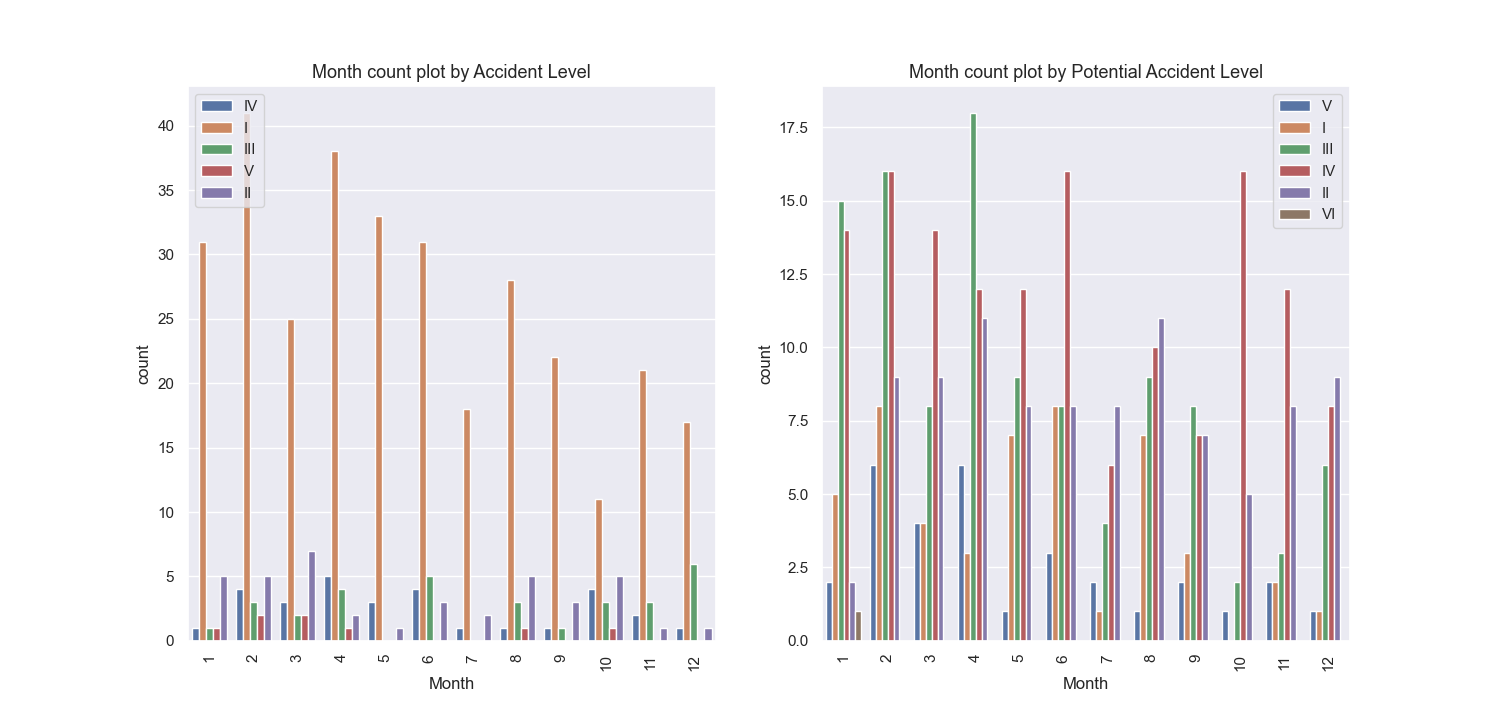 Month count plot by Accident Level
IV
I
III
V
II
40
35
30
25
20
15
10
5
0
count
1 2 3 4 5 6 7 8 9 10 11 12
Month
Month count plot by Potential Accident Level
V
I
III
IV
II
VI
17.5
15.0
12.5
10.0
7.5
5.0
2.5
0.0
count
1 2 3 4 5 6 7 8 9 10 11 12
Month